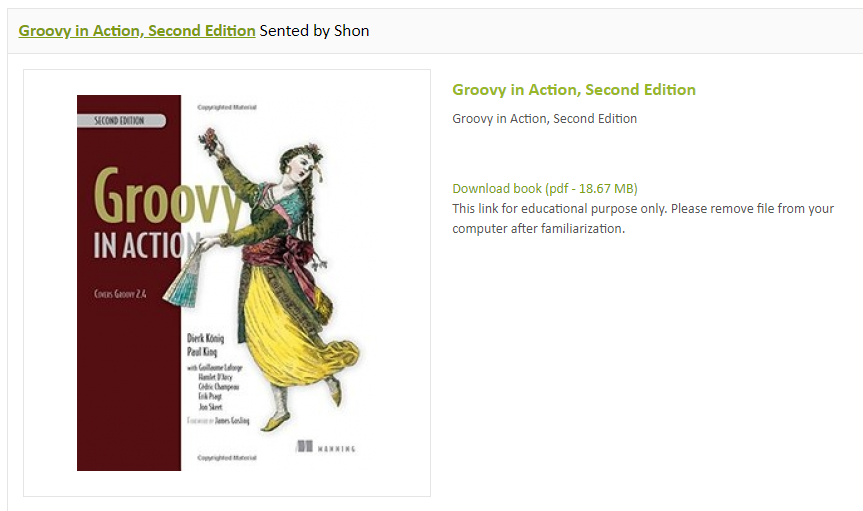 Groovy in Action, Second Edition Sented by Shon
Copyrighted Material
SECOND EDITION
Groovy
IN ACTION
COVERS GROOVY 2.4
Dierk König
Paul King
with Guillaume Laforge
Hamlet D'Arcy
Cédric Champeau
Erik Pragt
Jon Skeet
FOREWORD BY James Gosling
MANNING
Copyrighted Material
Groovy in Action, Second Edition
Groovy in Action, Second Edition
Download book (pdf - 18.67 MB)
This link for educational purpose only. Please remove file from your
computer after familiarization.